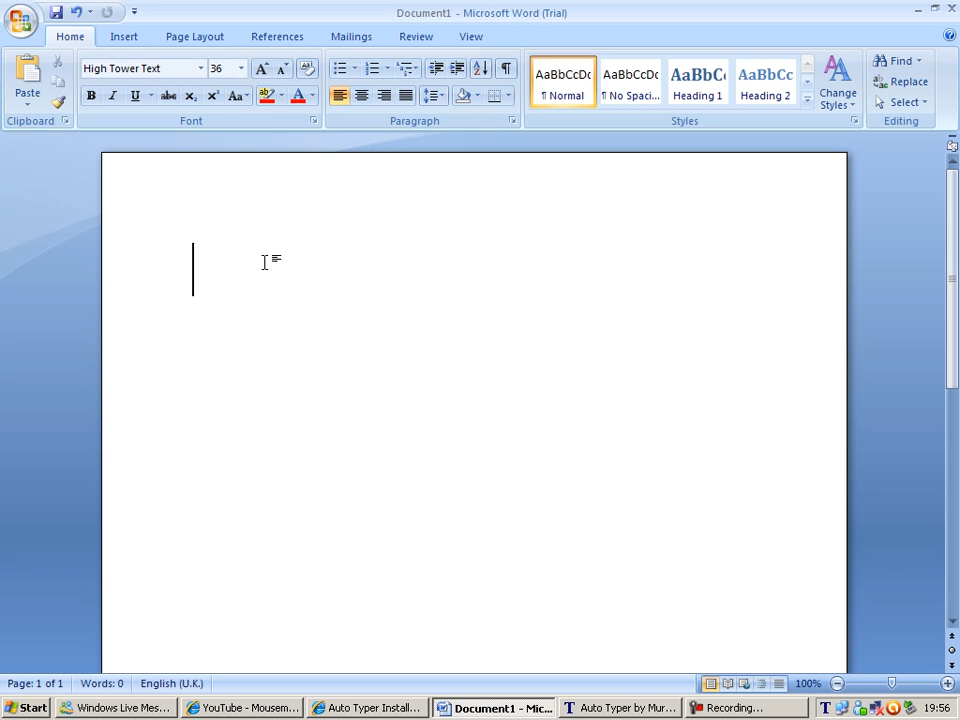 Document1 - Microsoft Word (Trial)
Home Insert Page Layout References Mailings Review View
High Tower Text 36
AaBbCcDc AaBbCcDc AaBbC AaBbCc
Paste
B I U abc X₂ X² Aa A
¶ Normal ¶ No Spaci... Heading 1 Heading 2
Change Styles
Find
Replace
Select
Clipboard Font Paragraph Styles Editing
Page: 1 of 1 Words: 0 English (U.K.) 100%
Start Windows Live Mes... YouTube - Mousem... Auto Typer Install... Document1 - Mic... Auto Typer by Mur... Recording... 19:56